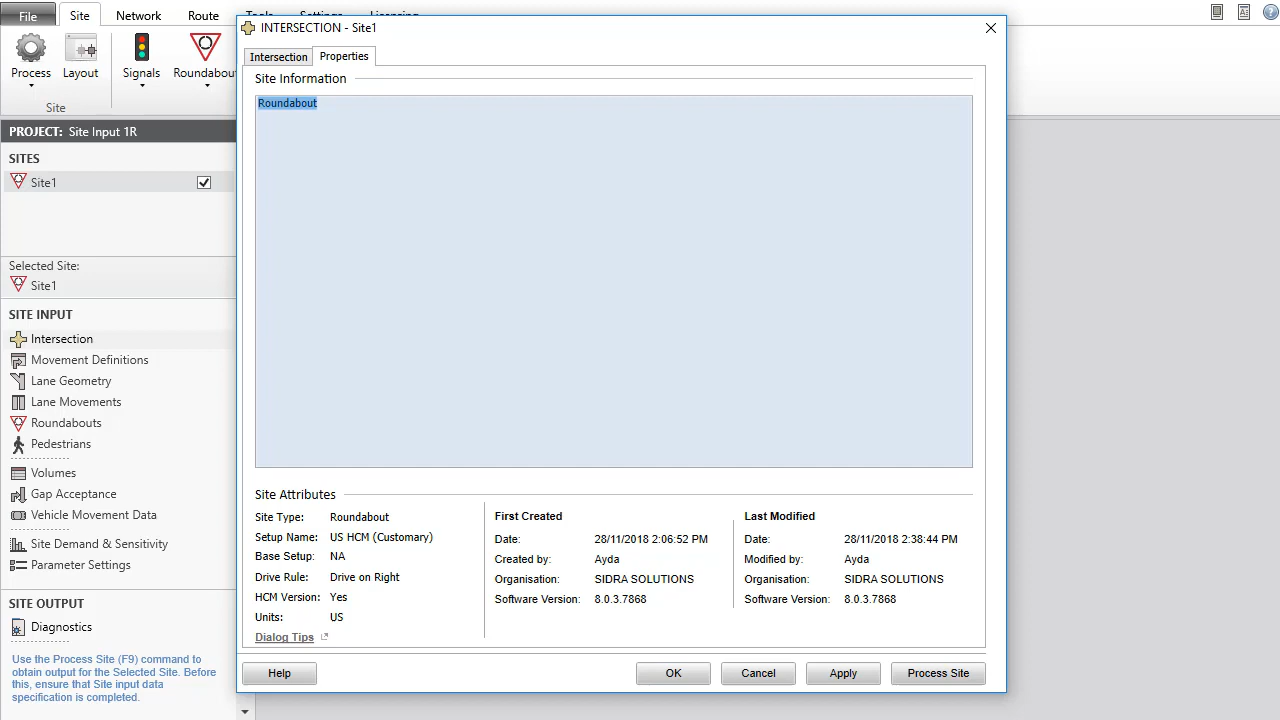 File
Site
Network
Route
INTERSECTION - Site1
Process
Layout
Signals
Site
Intersection
Properties
Site Information
Roundabout
PROJECT: Site Input 1R
SITES
Site1
Selected Site:
Site1
SITE INPUT
Intersection
Movement Definitions
Lane Geometry
Lane Movements
Roundabouts
Pedestrians
Volumes
Gap Acceptance
Vehicle Movement Data
Site Demand & Sensitivity
Parameter Settings
SITE OUTPUT
Diagnostics
Use the Process Site (F9) command to
obtain output for the Selected Site. Before
this, ensure that Site input data
specification is completed.
Site Attributes
Site Type: Roundabout
Setup Name: US HCM (Customary)
Base Setup: NA
Drive Rule: Drive on Right
HCM Version: Yes
Units: US
Dialog Tips
First Created
Date: 28/11/2018 2:06:52 PM
Created by: Ayda
Organisation: SIDRA SOLUTIONS
Software Version: 8.0.3.7868
Last Modified
Date: 28/11/2018 2:38:44 PM
Modified by: Ayda
Organisation: SIDRA SOLUTIONS
Software Version: 8.0.3.7868
Help
OK
Cancel
Apply
Process Site